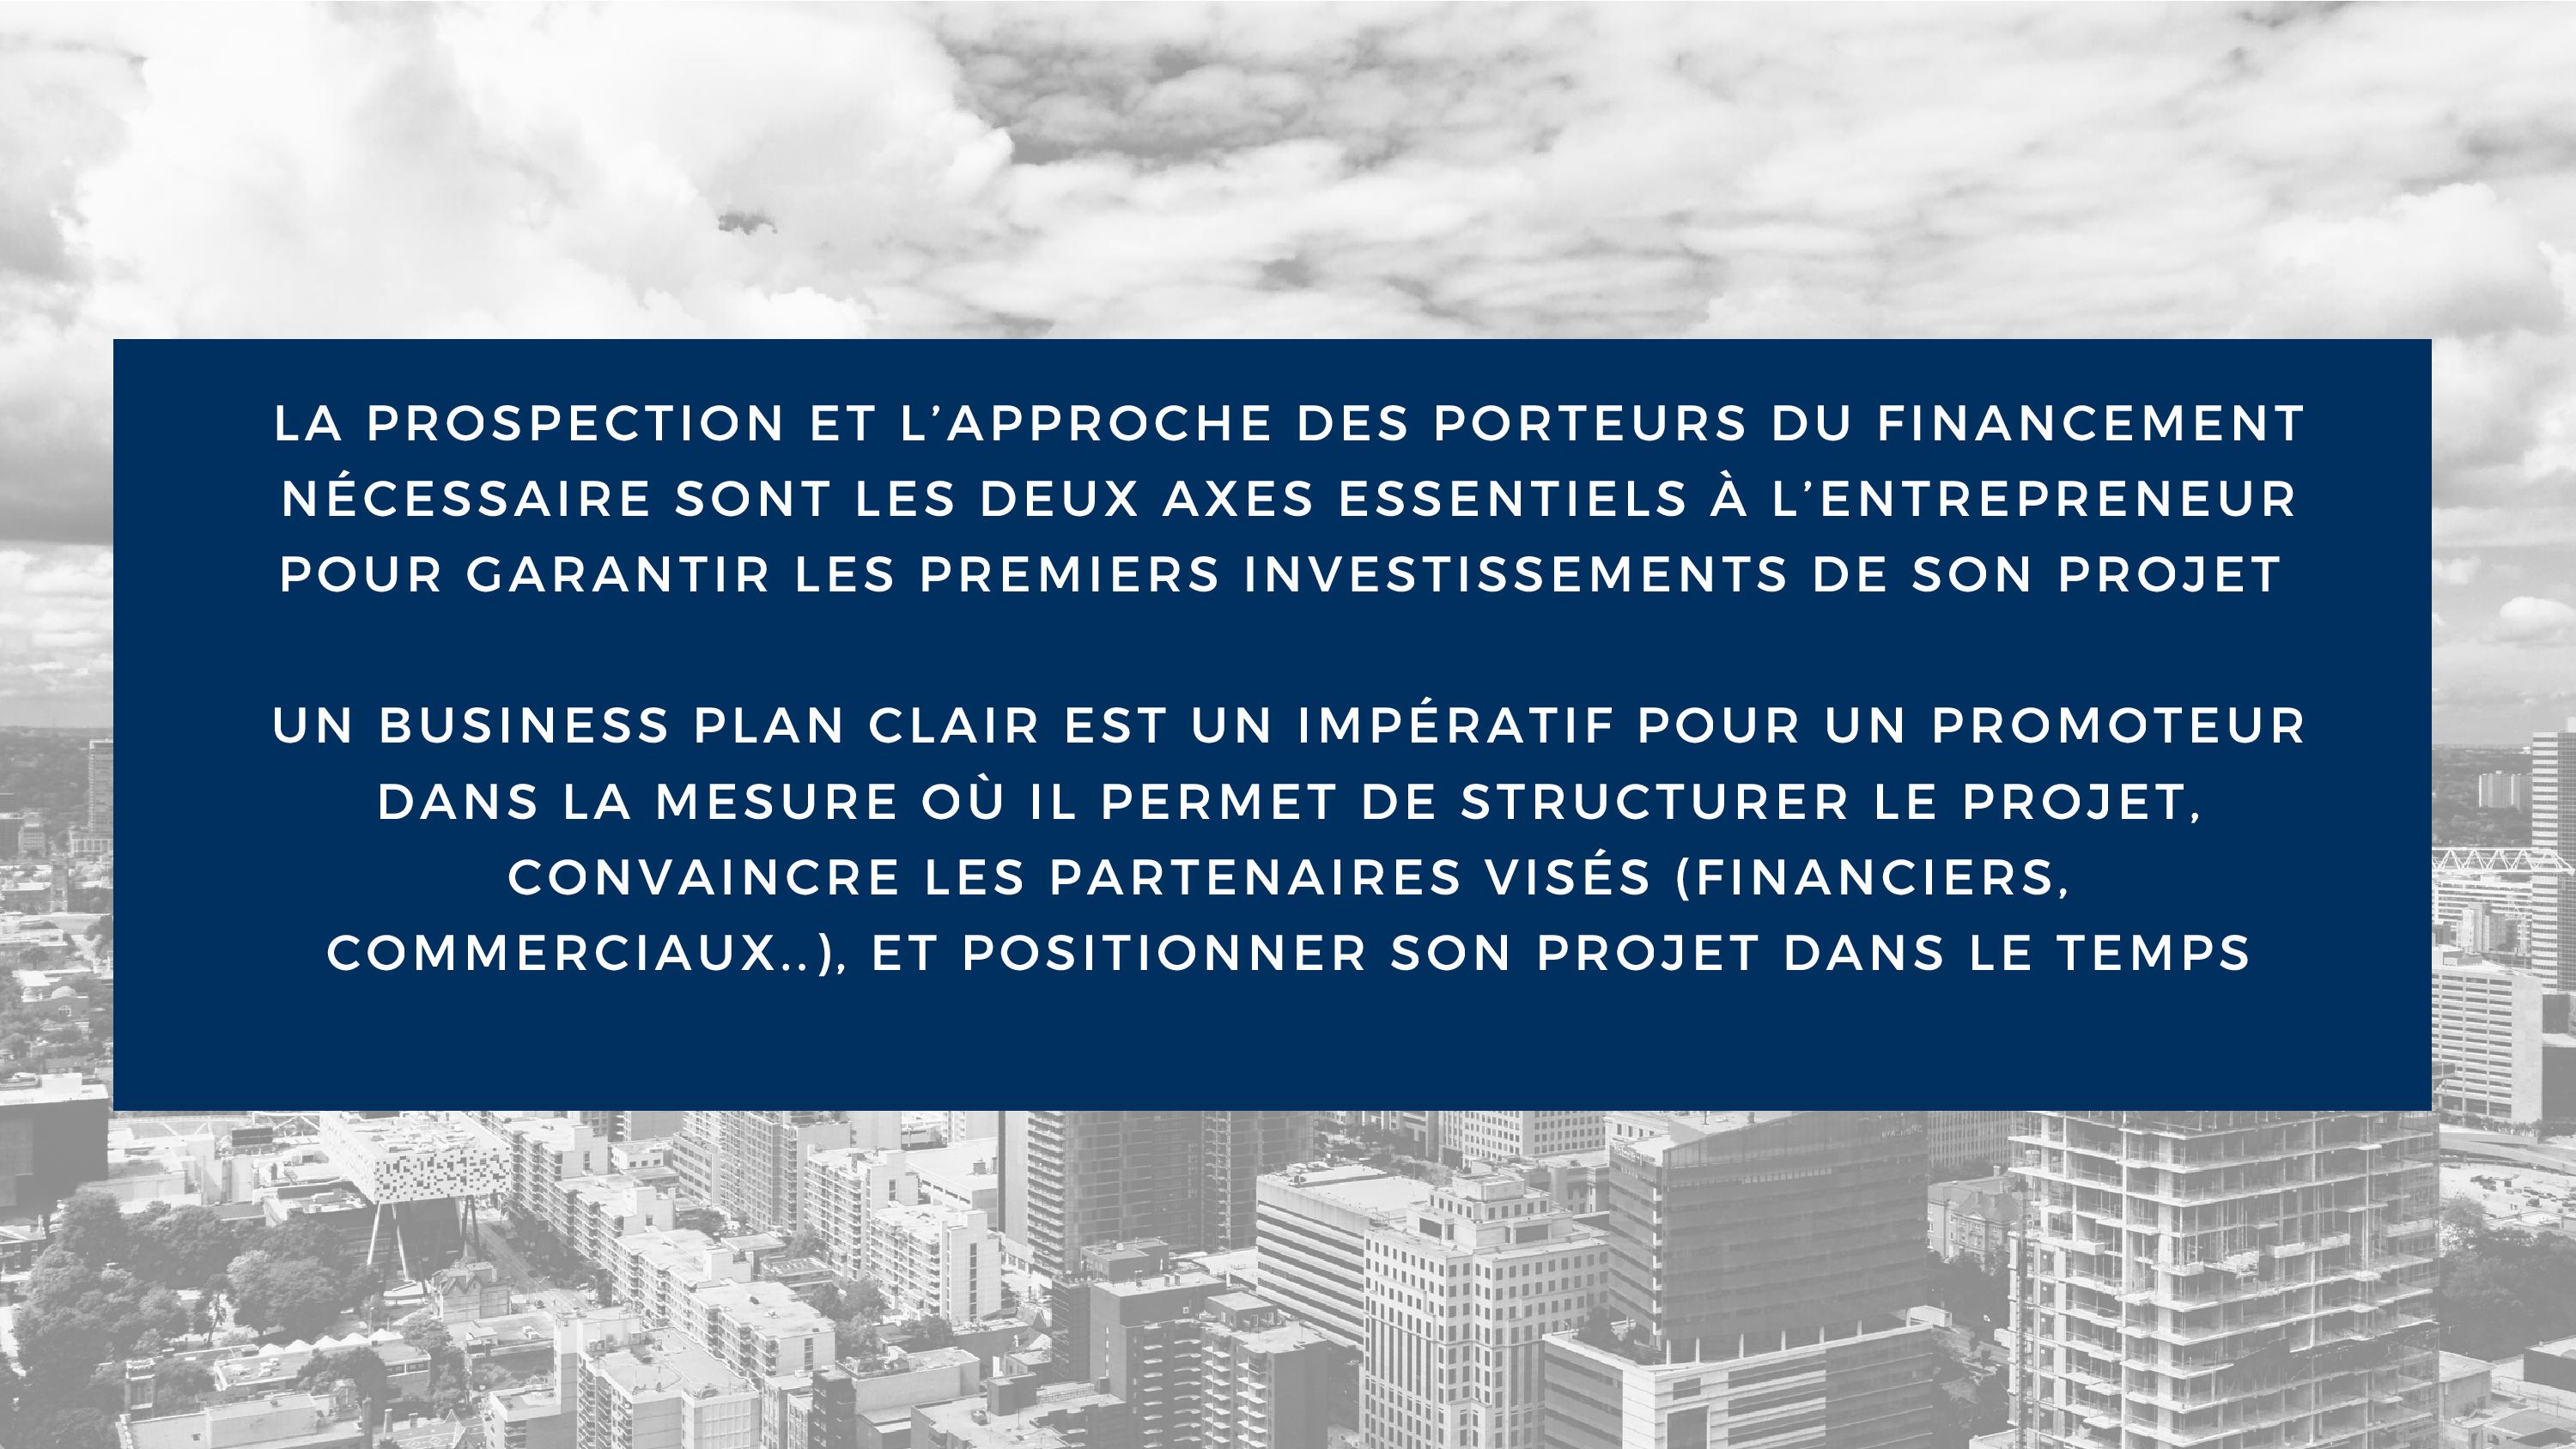 LA PROSPECTION ET L’APPROCHE DES PORTEURS DU FINANCEMENT
NÉCESSAIRE SONT LES DEUX AXES ESSENTIELS À L’ENTREPRENEUR
POUR GARANTIR LES PREMIERS INVESTISSEMENTS DE SON PROJET
UN BUSINESS PLAN CLAIR EST UN IMPÉRATIF POUR UN PROMOTEUR
DANS LA MESURE OÙ IL PERMET DE STRUCTURER LE PROJET,
CONVAINCRE LES PARTENAIRES VISÉS (FINANCIERS,
COMMERCIAUX..), ET POSITIONNER SON PROJET DANS LE TEMPS